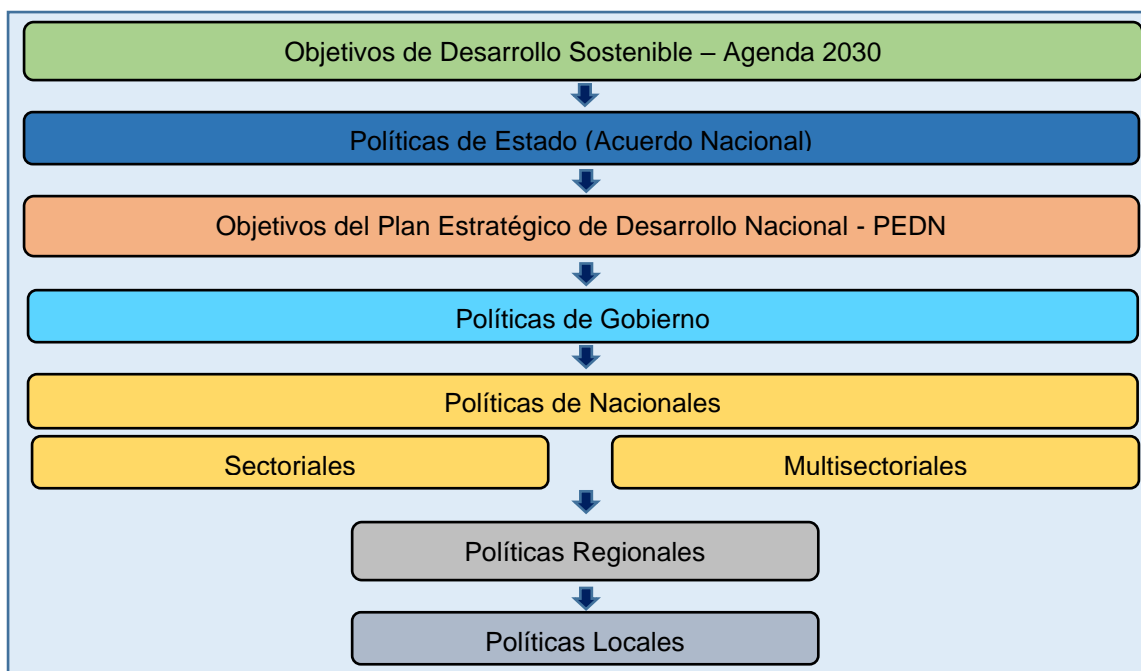 Objetivos de Desarrollo Sostenible – Agenda 2030
Políticas de Estado (Acuerdo Nacional)
Objetivos del Plan Estratégico de Desarrollo Nacional - PEDN
Políticas de Gobierno
Políticas de Nacionales
Sectoriales
Multisectoriales
Políticas Regionales
Políticas Locales